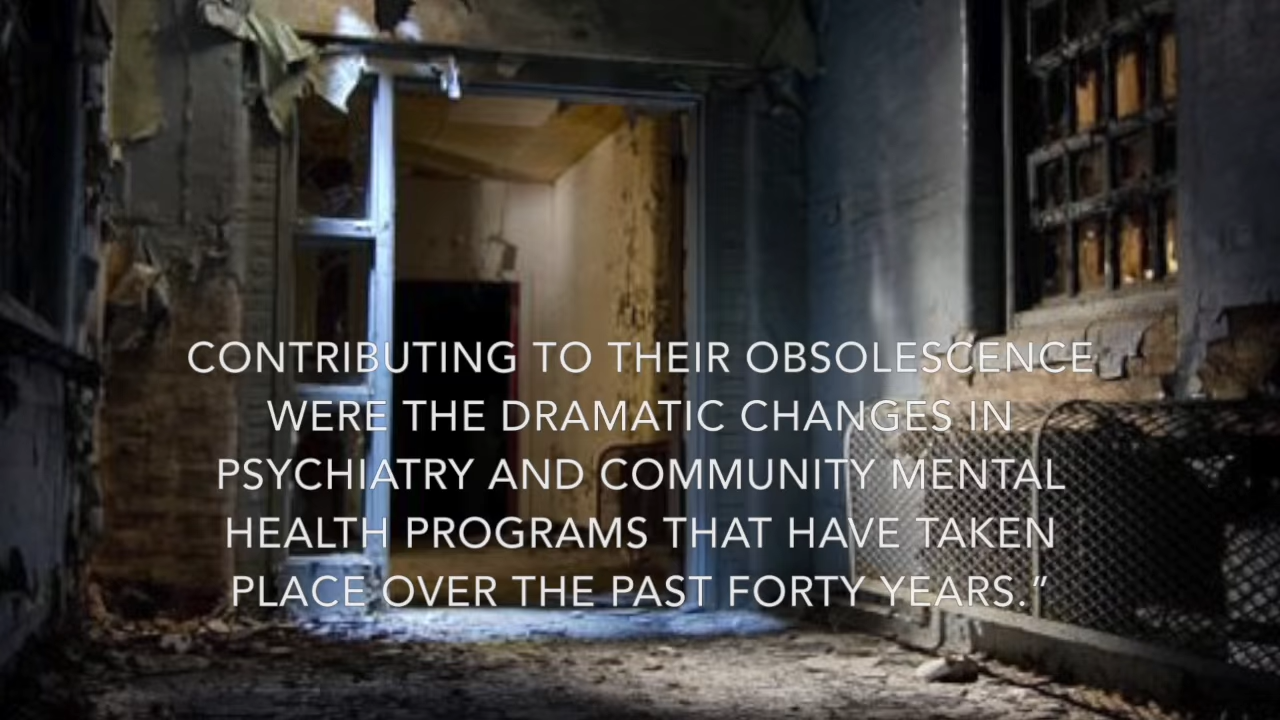 CONTRIBUTING TO THEIR OBSOLESCENCE
WERE THE DRAMATIC CHANGES IN
PSYCHIATRY AND COMMUNITY MENTAL
HEALTH PROGRAMS THAT HAVE TAKEN
PLACE OVER THE PAST FORTY YEARS.”